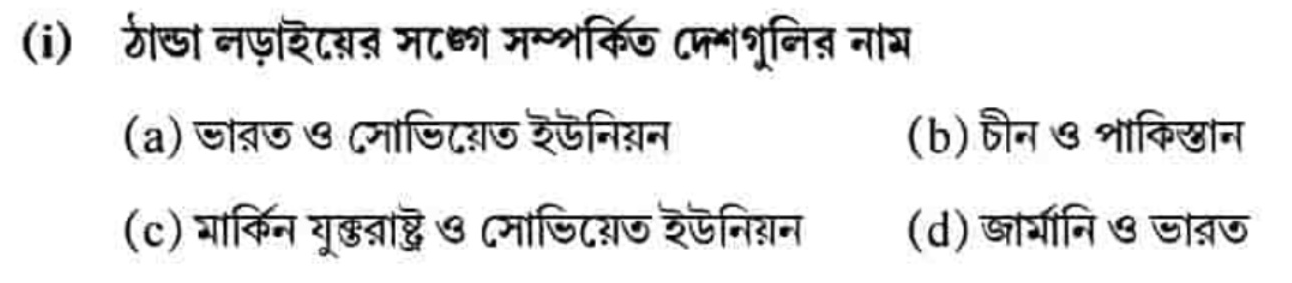 (i) ঠান্ডা লড়াইয়ের সঙ্গে সম্পর্কিত দেশগুলির নাম
(a) ভারত ও সোভিয়েত ইউনিয়ন (b) চীন ও পাকিস্তান
(c) মার্কিন যুক্তরাষ্ট্র ও সোভিয়েত ইউনিয়ন (d) জার্মানি ও ভারত